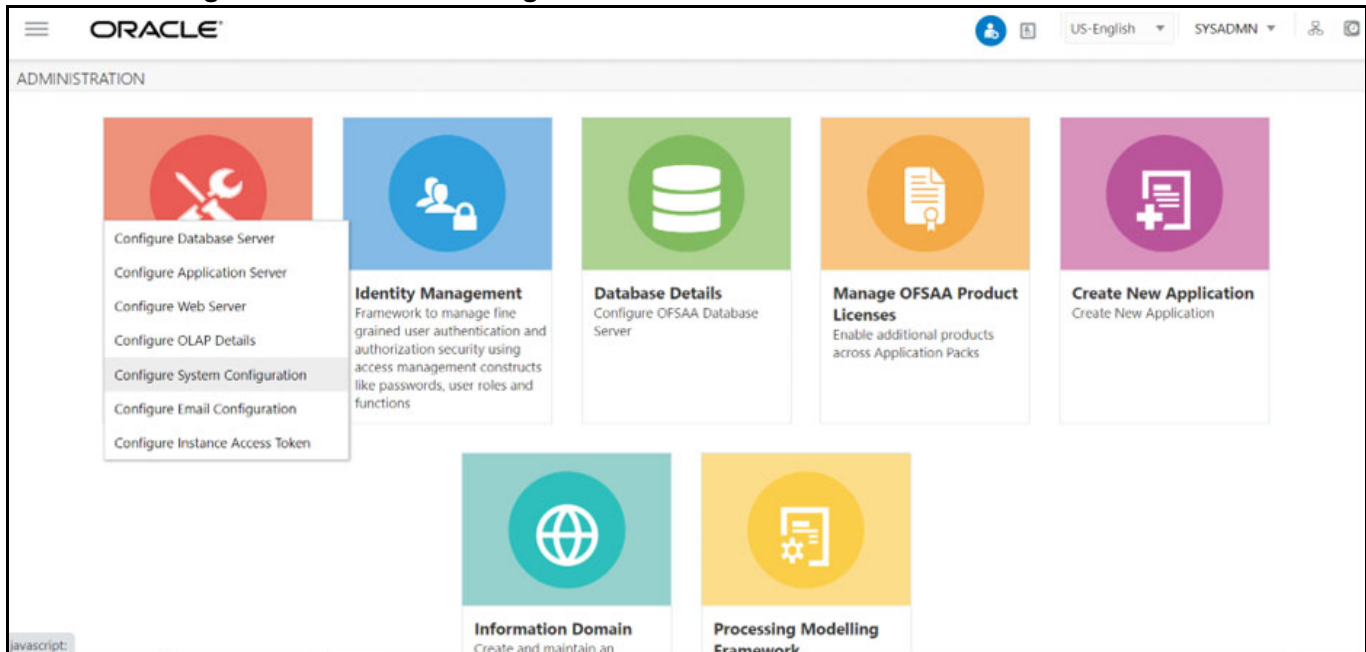 ORACLE
US-English
SYSADMN
ADMINISTRATION
Configure Database Server
Configure Application Server
Configure Web Server
Configure OLAP Details
Configure System Configuration
Configure Email Configuration
Configure Instance Access Token
Identity Management
Framework to manage fine
grained user authentication and
authorization security using
access management constructs
like passwords, user roles and
functions
Database Details
Configure OFSAA Database
Server
Manage OFSAA Product
Licenses
Enable additional products
across Application Packs
Create New Application
Create New Application
Information Domain
Create and maintain an
Processing Modelling
Framework
javascript: